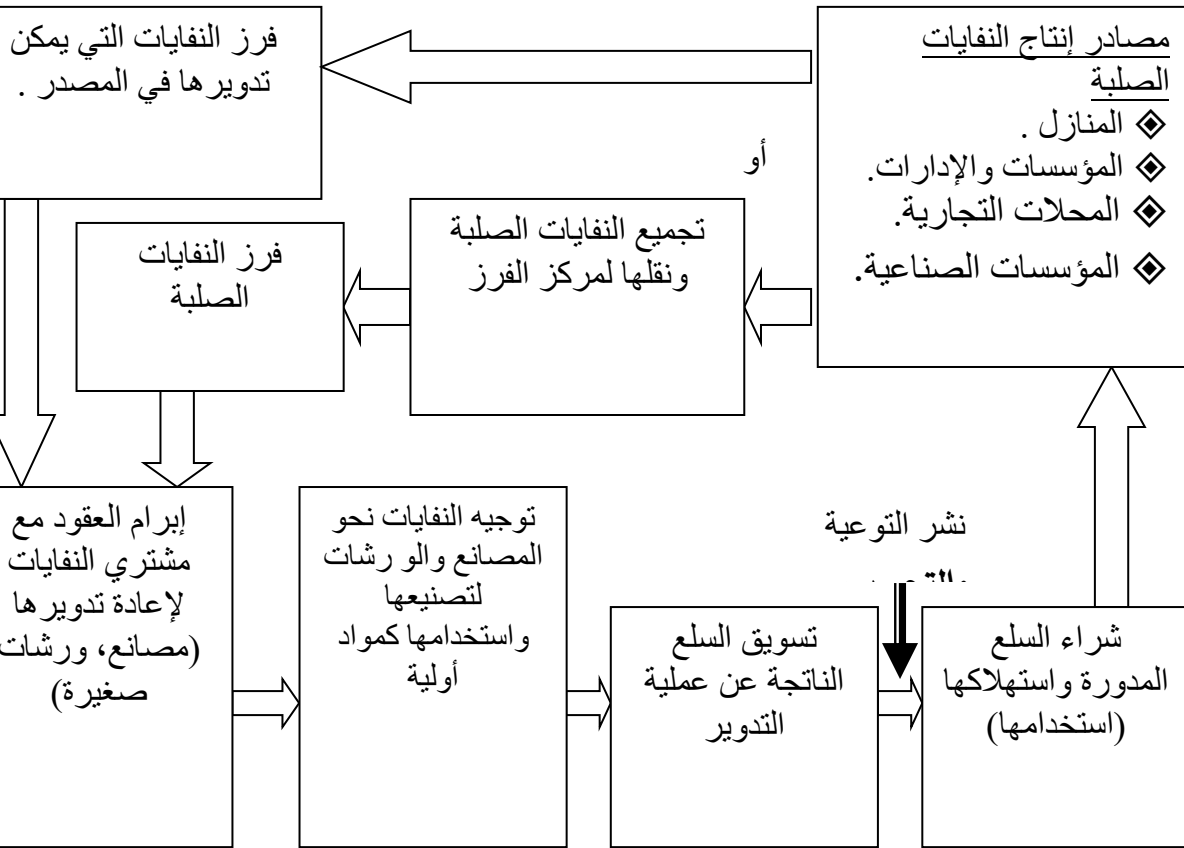 مصادر إنتاج النفايات
الصلبة
◈ المنازل .
◈ المؤسسات والإدارات.
◈ المحلات التجارية.
◈ المؤسسات الصناعية.
فرز النفايات التي يمكن
تدويرها في المصدر .
أو
تجميع النفايات الصلبة
ونقلها لمركز الفرز
فرز النفايات
الصلبة
إبرام العقود مع
مشتري النفايات
لإعادة تدويرها
(مصانع، ورشات
صغيرة)
توجيه النفايات نحو
المصانع والو رشات
لتصنيعها
واستخدامها كمواد
أولية
تسويق السلع
الناتجة عن عملية
التدوير
نشر التوعية
شراء السلع
المدورة واستهلاكها
(استخدامها)